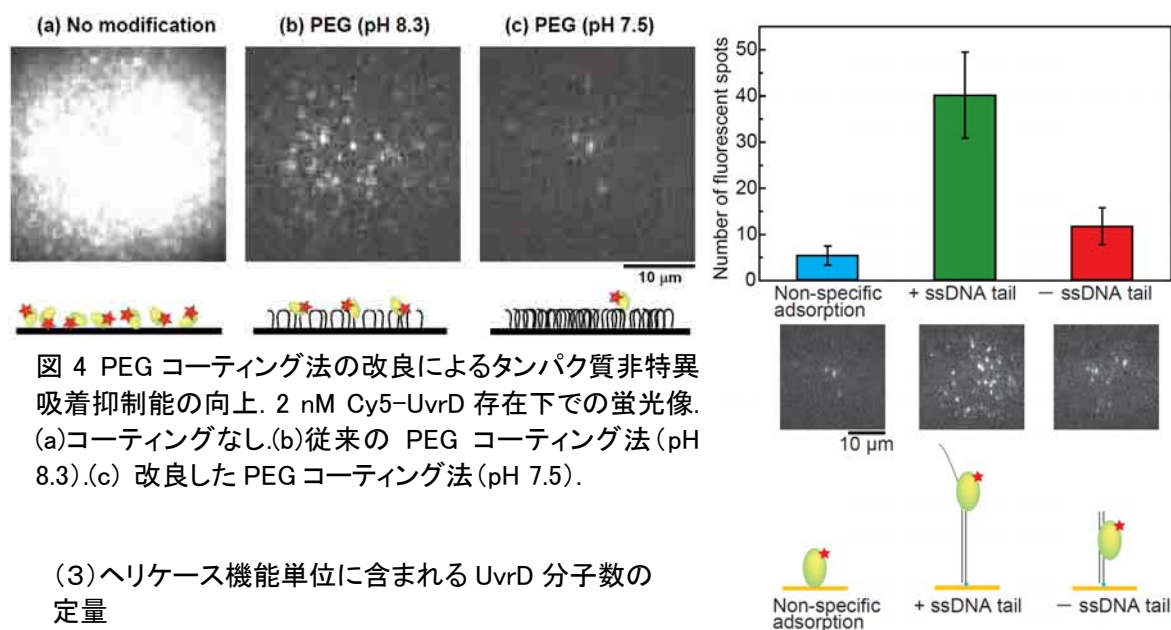 (a) No modification
(b) PEG (pH 8.3)
(c) PEG (pH 7.5)
10 μm
図 4 PEG コーティング法の改良によるタンパク質非特異
吸着抑制能の向上. 2 nM Cy5-UvrD 存在下での蛍光像.
(a)コーティングなし.(b)従来の PEG コーティング法(pH
8.3).(c) 改良した PEG コーティング法(pH 7.5).
(3)ヘリケース機能単位に含まれる UvrD 分子数の
定量
Number of fluorescent spots
50
40
30
20
10
0
Non-specific
adsorption
+ ssDNA tail
− ssDNA tail
10 μm
Non-specific
adsorption
+ ssDNA tail
− ssDNA tail